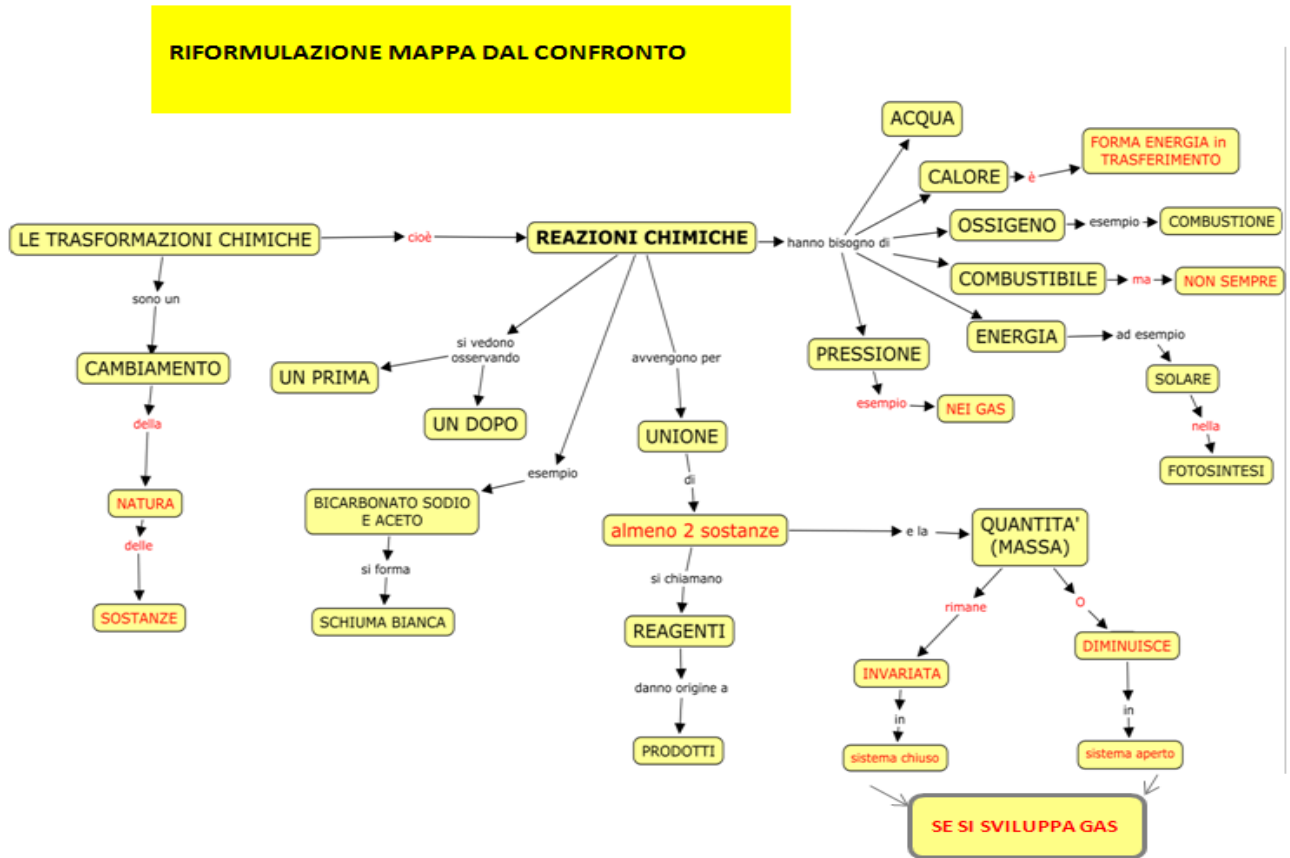 RIFORMULAZIONE MAPPA DAL CONFRONTO
LE TRASFORMAZIONI CHIMICHE
cioè
REAZIONI CHIMICHE
hanno bisogno di
ACQUA
CALORE
è
FORMA ENERGIA in
TRASFERIMENTO
OSSIGENO
esempio
COMBUSTIONE
COMBUSTIBILE
ma
NON SEMPRE
ENERGIA
ad esempio
SOLARE
nella
FOTOSINTESI
PRESSIONE
esempio
NEI GAS
sono un
CAMBIAMENTO
della
NATURA
delle
SOSTANZE
si vedono
osservando
UN PRIMA
UN DOPO
esempio
BICARBONATO SODIO
E ACETO
si forma
SCHIUMA BIANCA
avvengono per
UNIONE
di
almeno 2 sostanze
si chiamano
REAGENTI
danno origine a
PRODOTTI
e la
QUANTITA'
(MASSA)
rimane
INVARIATA
in
sistema chiuso
O
DIMINUISCE
in
sistema aperto
SE SI SVILUPPA GAS